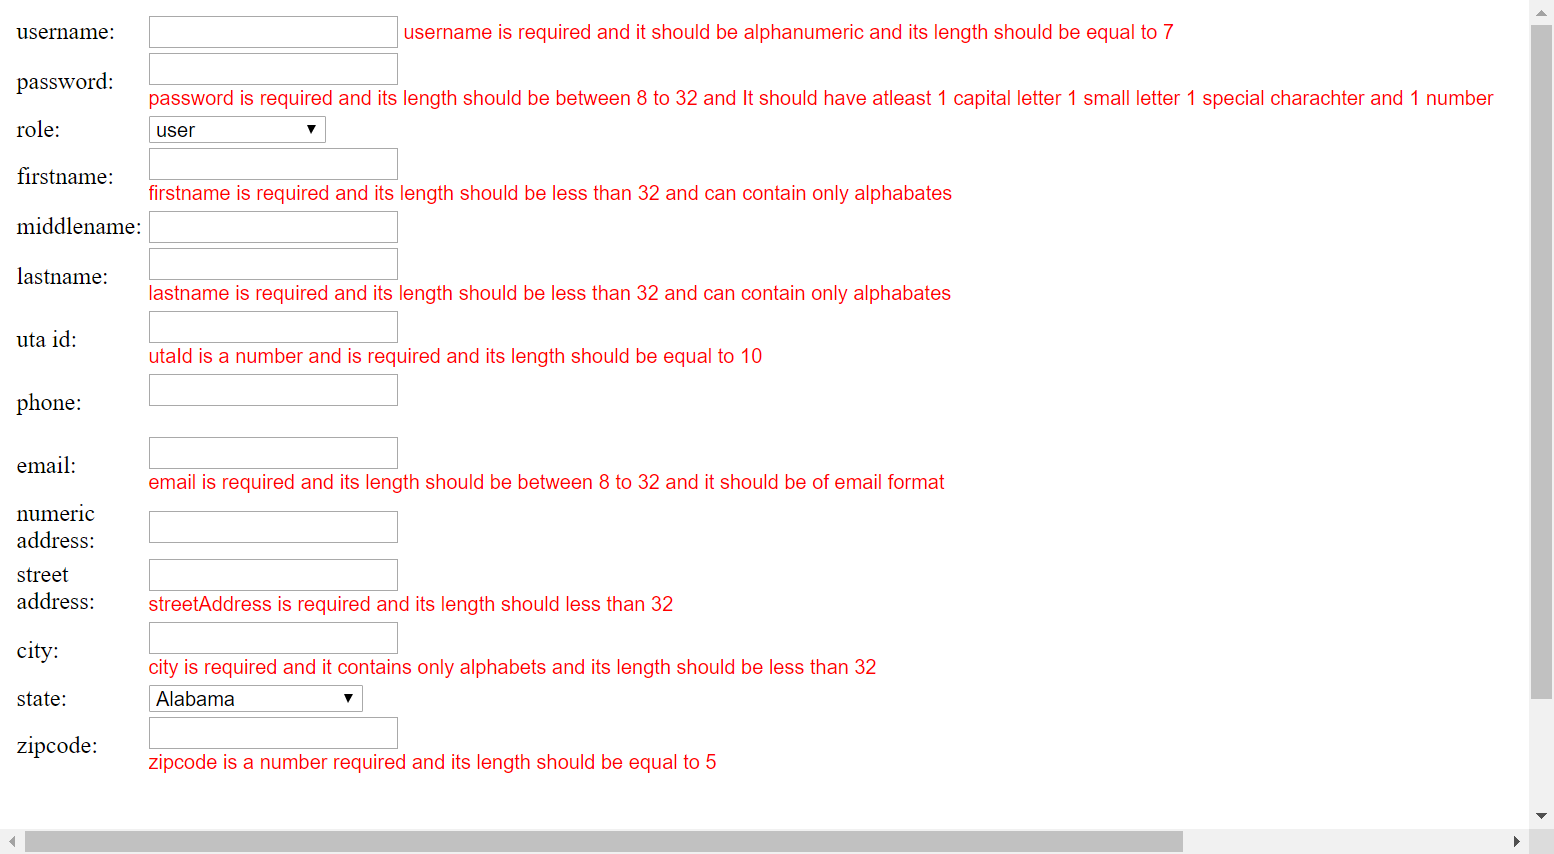 username: username is required and it should be alphanumeric and its length should be equal to 7
password:
password is required and its length should be between 8 to 32 and It should have atleast 1 capital letter 1 small letter 1 special charachter and 1 number
role: user
firstname:
firstname is required and its length should be less than 32 and can contain only alphabates
middlename:
lastname:
lastname is required and its length should be less than 32 and can contain only alphabates
uta id:
utaId is a number and is required and its length should be equal to 10
phone:
email:
email is required and its length should be between 8 to 32 and it should be of email format
numeric
address:
street
address:
streetAddress is required and its length should less than 32
city:
city is required and it contains only alphabets and its length should be less than 32
state: Alabama
zipcode:
zipcode is a number required and its length should be equal to 5